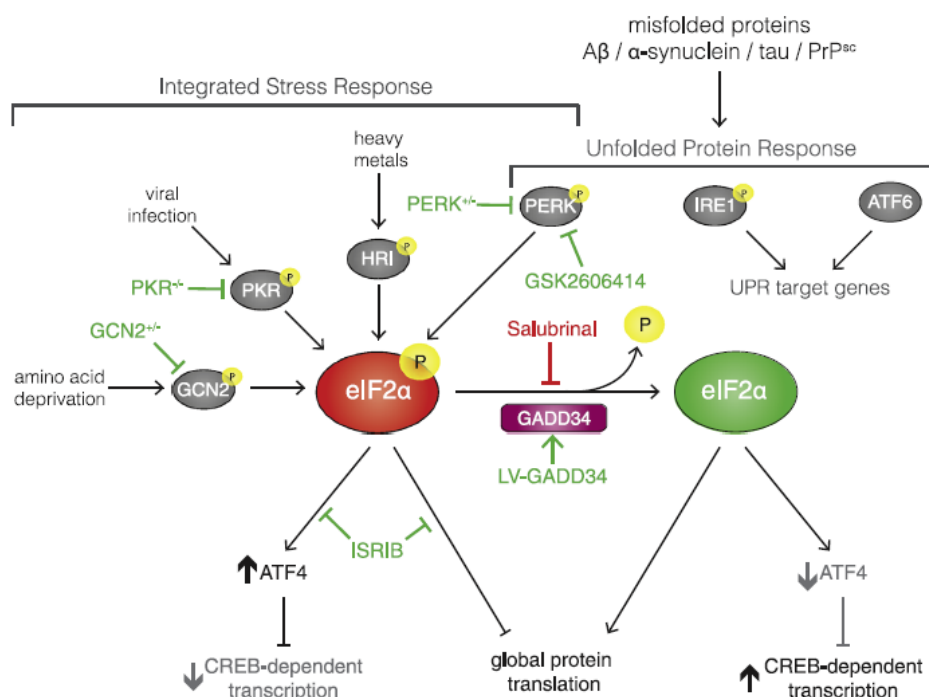 misfolded proteins
Aβ / α-synuclein / tau / PrPˢᶜ
Integrated Stress Response
Unfolded Protein Response
heavy
metals
viral
infection
PERK⁺/⁻
PERK
P
IRE1
P
ATF6
HRI
P
PKR⁻/⁻
PKR
P
GSK2606414
UPR target genes
GCN2⁺/⁻
Salubrinal
P
amino acid
deprivation
GCN2
P
eIF2α
P
eIF2α
GADD34
LV-GADD34
ISRIB
ATF4
ATF4
CREB-dependent
transcription
global protein
translation
CREB-dependent
transcription